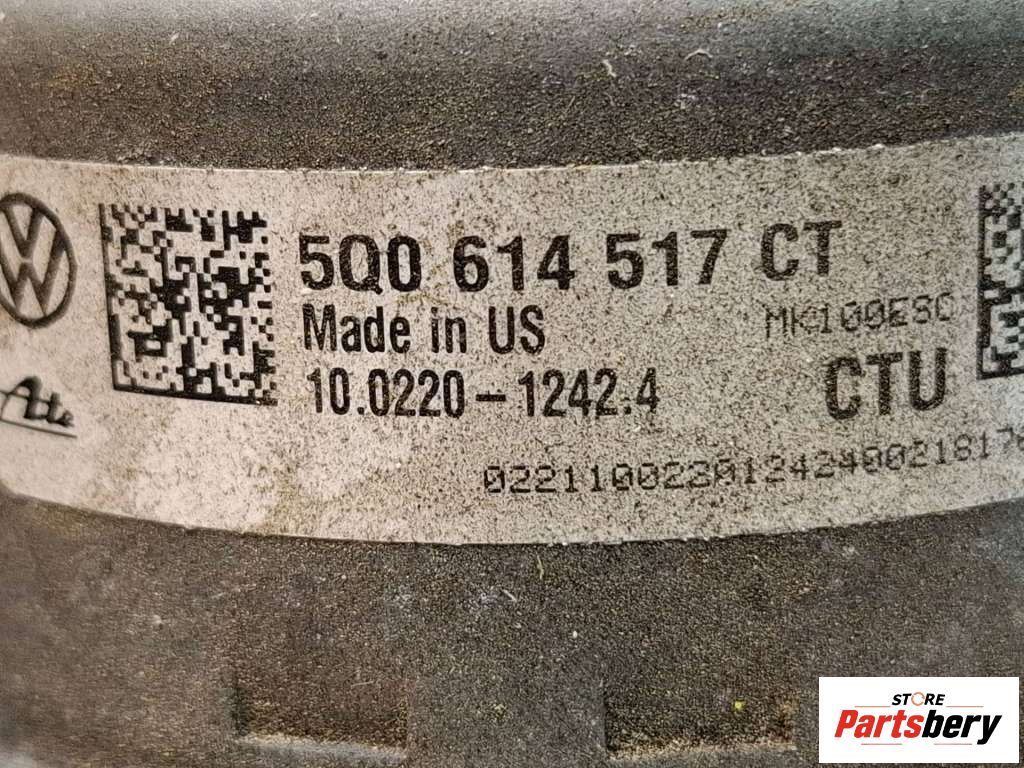 5Q0 614 517 CT
Made in US
MK100ESC
10.0220-1242.4
CTU
Ate
STORE
Partsbery